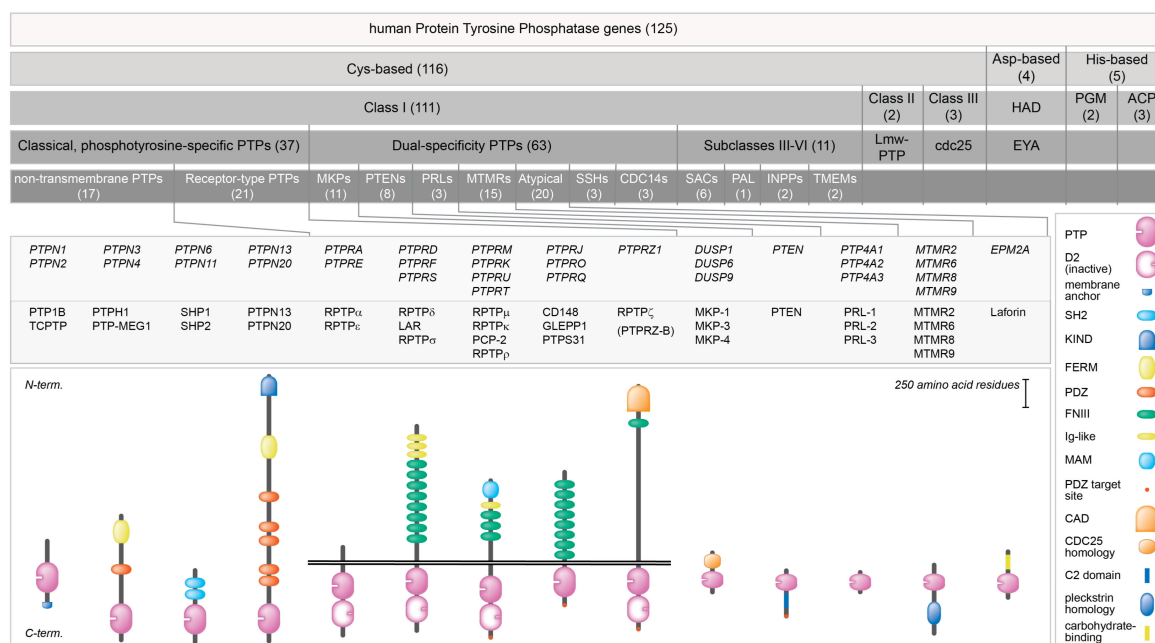 human Protein Tyrosine Phosphatase genes (125)
Cys-based (116)
Asp-based (4)
His-based (5)
Class I (111)
Class II (2)
Class III (3)
HAD
PGM (2)
ACP (3)
Classical, phosphotyrosine-specific PTPs (37)
Dual-specificity PTPs (63)
Subclasses III-VI (11)
Lmw-PTP
cdc25
EYA
non-transmembrane PTPs (17)
Receptor-type PTPs (21)
MKPs (11)
PTENs (8)
PRLs (3)
MTMRs (15)
Atypical (20)
SSHs (3)
CDC14s (3)
SACs (6)
PAL (1)
INPPs (2)
TMEMs (2)
PTPN1 PTPN3 PTPN6 PTPN13 PTPRA PTPRD PTPRM PTPRJ PTPRZ1 DUSP1 PTEN PTP4A1 MTMR2 EPM2A
PTPN2 PTPN4 PTPN11 PTPN20 PTPRE PTPRF PTPRK PTPRO DUSP6 PTP4A2 MTMR6
PTPRS PTPRU PTPRQ DUSP9 PTP4A3 MTMR8
PTPRT MTMR9
PTP1B PTPH1 SHP1 PTPN13 RPTPα RPTPδ RPTPμ CD148 RPTPζ MKP-1 PTEN PRL-1 MTMR2 Laforin
TCPTP PTP-MEG1 SHP2 PTPN20 RPTPε LAR RPTPκ GLEPP1 (PTPRZ-B) MKP-3 PRL-2 MTMR6
RPTPσ PCP-2 PTPS31 MKP-4 PRL-3 MTMR8
RPTPρ MTMR9
N-term.
250 amino acid residues
C-term.
PTP
D2
(inactive)
membrane
anchor
SH2
KIND
FERM
PDZ
FNIII
Ig-like
MAM
PDZ target
site
CAD
CDC25
homology
C2 domain
pleckstrin
homology
carbohydrate-
binding